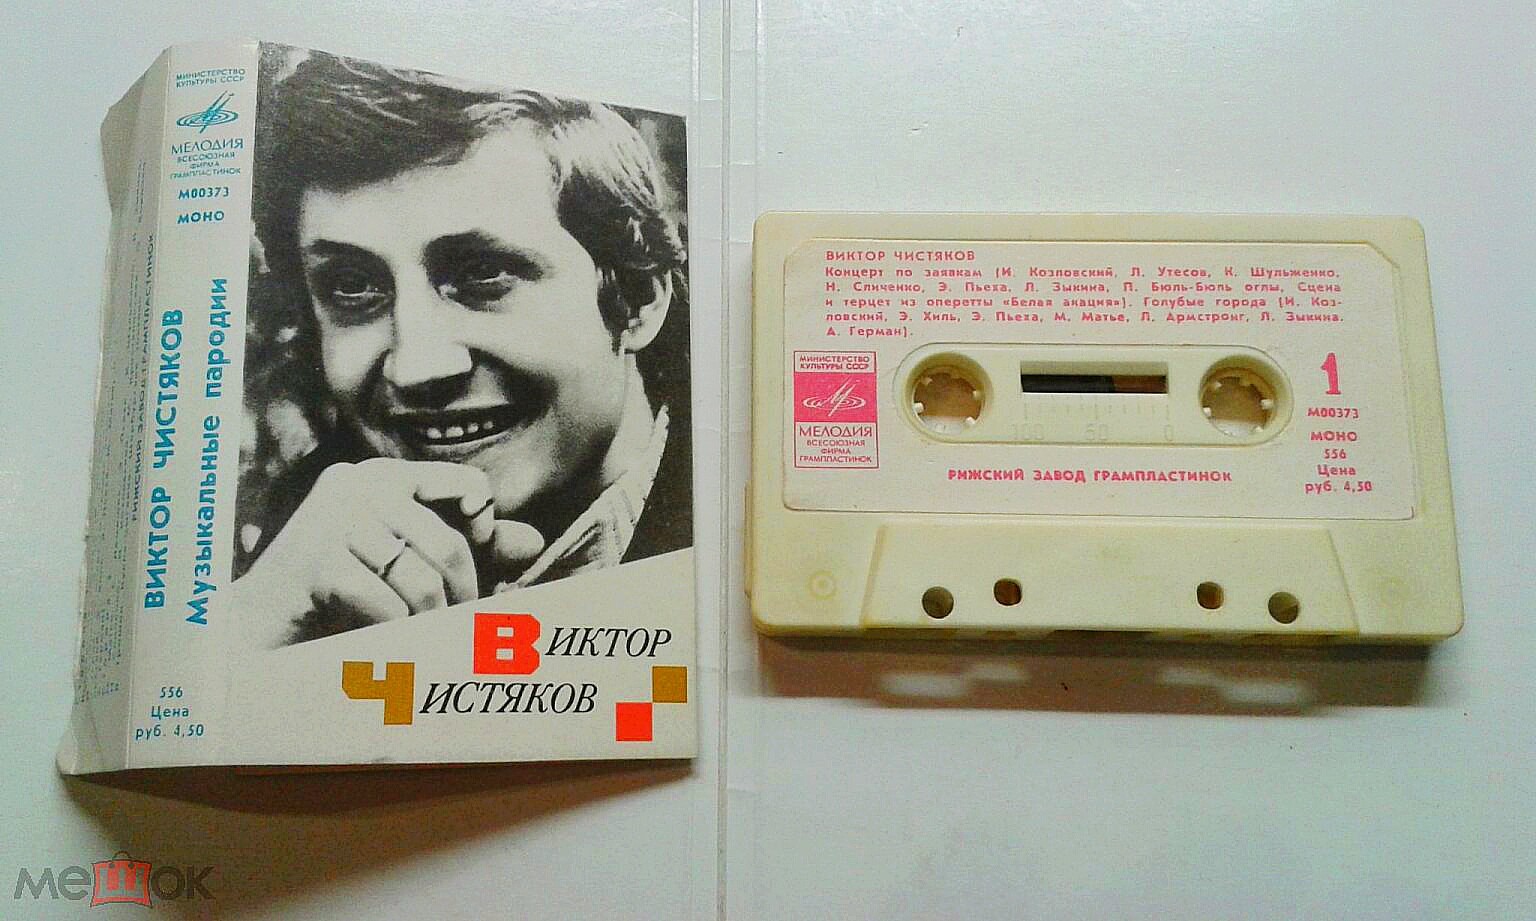 МИНИСТЕРСТВО
КУЛЬТУРЫ СССР
МЕЛОДИЯ
ВСЕСОЮЗНАЯ
ФИРМА
ГРАМПЛАСТИНОК
М00373
МОНО
ВИКТОР ЧИСТЯКОВ
Музыкальные пародии
556
Цена
руб. 4,50
РИЖСКИЙ ЗАВОД ГРАМПЛАСТИНОК
ВИКТОР
ЧИСТЯКОВ
ВИКТОР ЧИСТЯКОВ
Концерт по заявкам (И. Козловский, Л. Утесов, К. Шульженко,
Н. Сличенко, Э. Пьеха, Л. Зыкина, П. Бюль-Бюль оглы, Сцена
и терцет из оперетты «Белая акация»). Голубые города (И. Коз-
ловский, Э. Хиль, Э. Пьеха, М. Матье, Л. Армстронг, Л. Зыкина,
А. Герман).
МИНИСТЕРСТВО
КУЛЬТУРЫ СССР
МЕЛОДИЯ
ВСЕСОЮЗНАЯ
ФИРМА
ГРАМПЛАСТИНОК
100 50 0
1
М00373
МОНО
556
Цена
руб. 4,50
РИЖСКИЙ ЗАВОД ГРАМПЛАСТИНОК
мешок